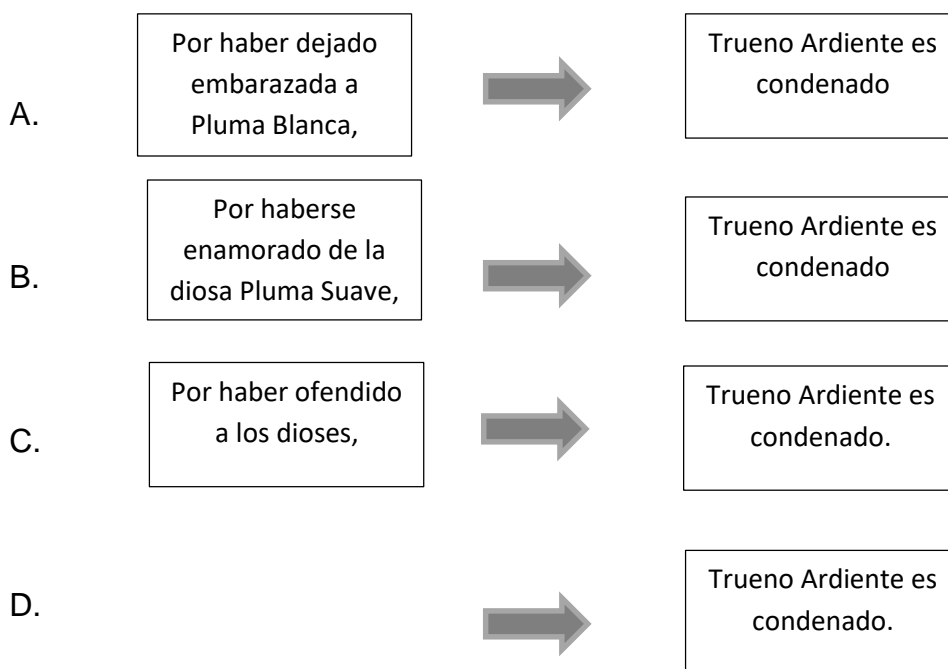 A.
Por haber dejado
embarazada a
Pluma Blanca,
Trueno Ardiente es
condenado
B.
Por haberse
enamorado de la
diosa Pluma Suave,
Trueno Ardiente es
condenado
C.
Por haber ofendido
a los dioses,
Trueno Ardiente es
condenado.
D.
Trueno Ardiente es
condenado.